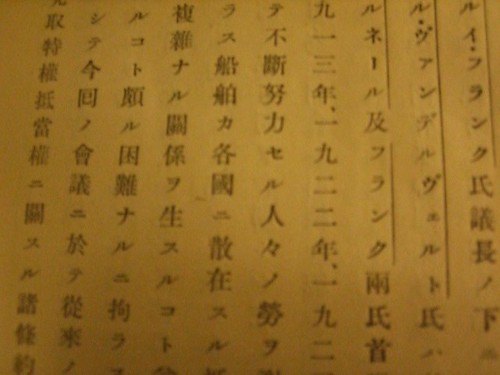 ルイ・フランク氏議長ノ下ニ
ル・ヴァンデルヴェルト氏ハ
ルネール及フランク兩氏首
九一三年、一九二二年、一九二
テ不斷努力セル人々ノ勞ヲ
ラス船舶カ各國ニ散在スル
複雜ナル關係ヲ生スルコト
ルコト頗ル困難ナルニ拘ラ
シテ今回ノ會議ニ於テ從來ノ
先取特權抵當權ニ關スル諸條約